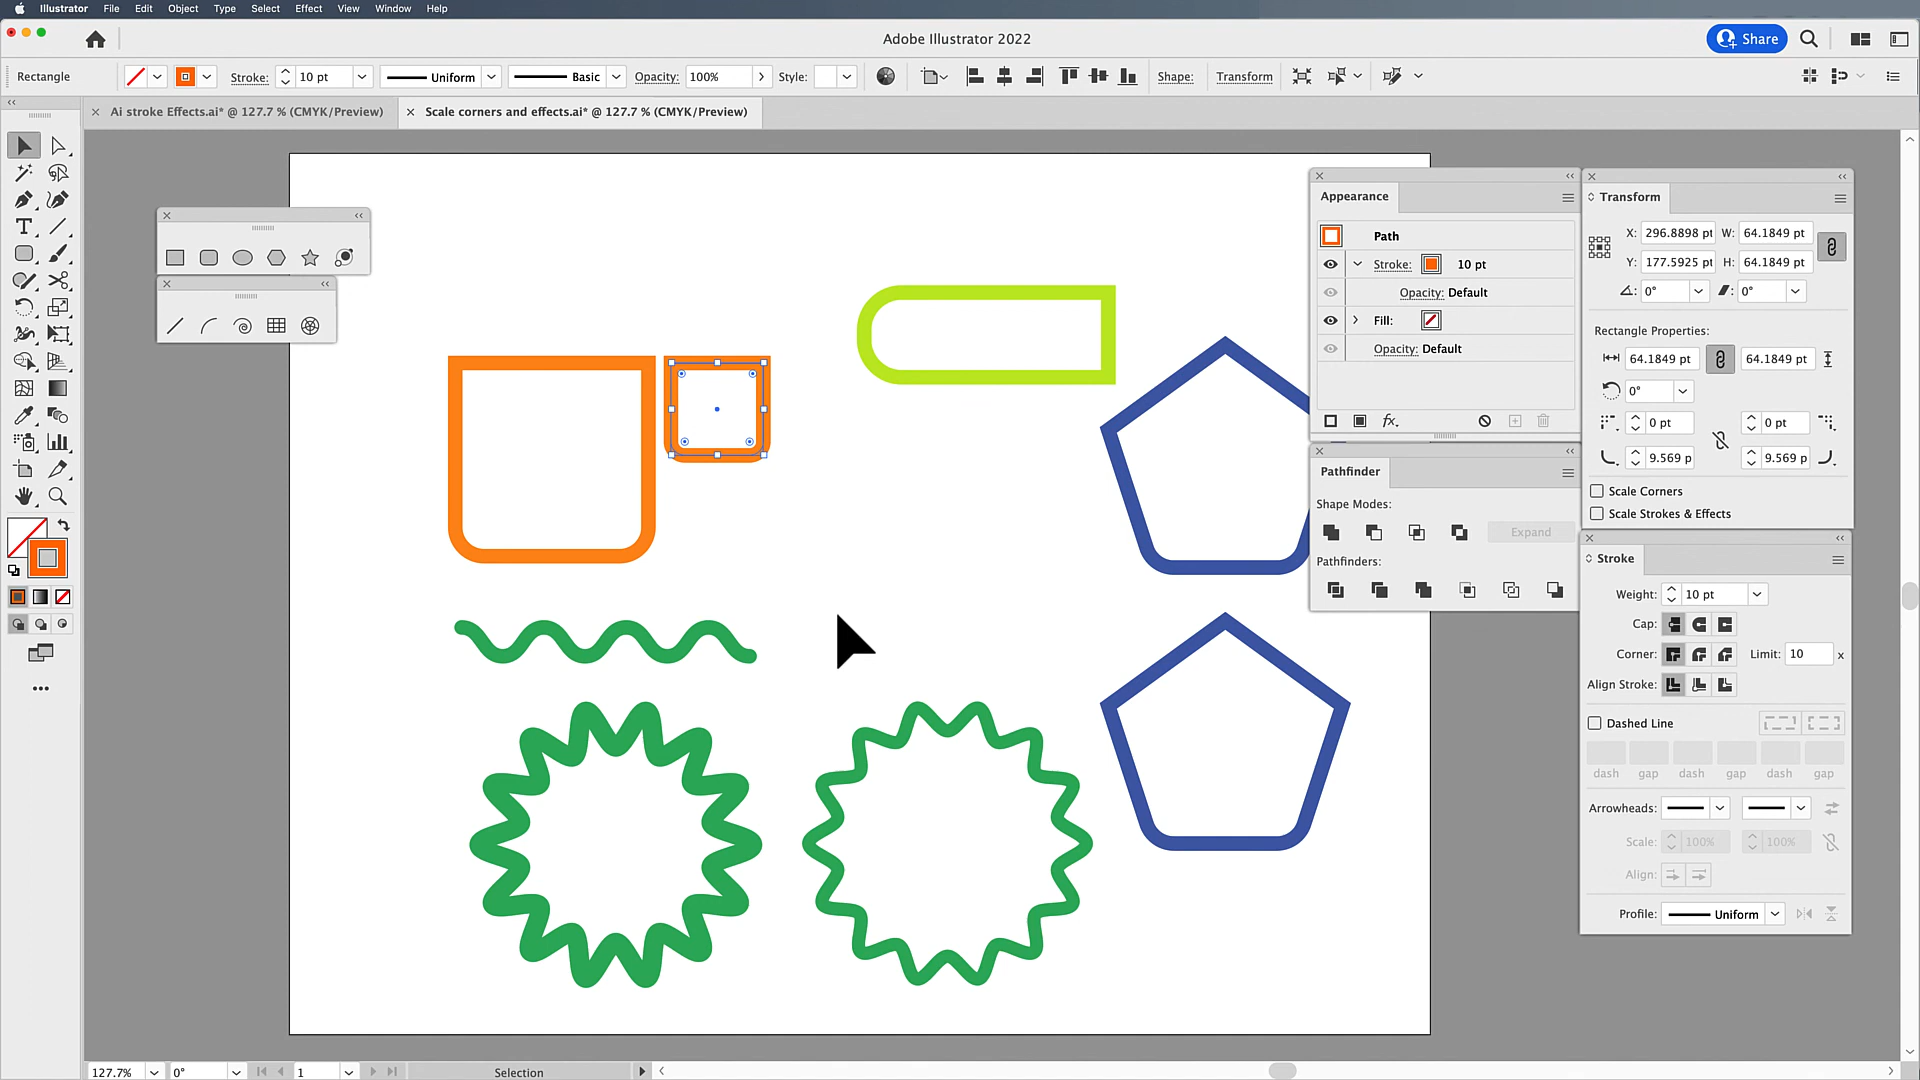 Illustrator File Edit Object Type Select Effect View Window Help
Adobe Illustrator 2022
Share
Rectangle Stroke: 10 pt Uniform Basic Opacity: 100% Style: Shape: Transform
Ai stroke Effects.ai* @ 127.7 % (CMYK/Preview)
Scale corners and effects.ai* @ 127.7 % (CMYK/Preview)
Appearance
Path
Stroke: 10 pt
Opacity: Default
Fill:
Opacity: Default
fx.
Pathfinder
Shape Modes:
Expand
Pathfinders:
Transform
X: 296.8898 pt W: 64.1849 pt
Y: 177.5925 pt H: 64.1849 pt
0° 0°
Rectangle Properties:
64.1849 pt 64.1849 pt
0°
0 pt 0 pt
9.569 p 9.569 p
Scale Corners
Scale Strokes & Effects
Stroke
Weight: 10 pt
Cap:
Corner: Limit: 10 x
Align Stroke:
Dashed Line
dash gap dash gap dash gap
Arrowheads:
Scale: 100% 100%
Align:
Profile: Uniform
127.7% 0° 1 Selection